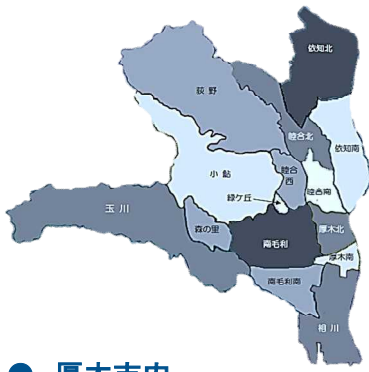 依知北
荻野
睦合北
依知南
小鮎
睦合
西
睦合南
緑ケ丘
玉川
森の里
南毛利
厚木北
厚木南
南毛利南
相川